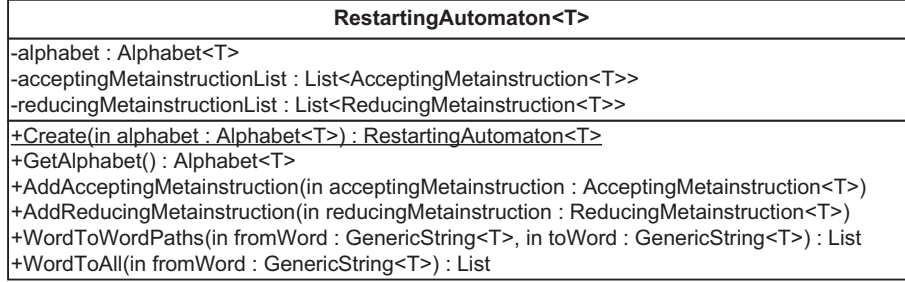 RestartingAutomaton<T>
-alphabet : Alphabet<T>
-acceptingMetainstructionList : List<AcceptingMetainstruction<T>>
-reducingMetainstructionList : List<ReducingMetainstruction<T>>
+Create(in alphabet : Alphabet<T>) : RestartingAutomaton<T>
+GetAlphabet() : Alphabet<T>
+AddAcceptingMetainstruction(in acceptingMetainstruction : AcceptingMetainstruction<T>)
+AddReducingMetainstruction(in reducingMetainstruction : ReducingMetainstruction<T>)
+WordToWordPaths(in fromWord : GenericString<T>, in toWord : GenericString<T>) : List
+WordToAll(in fromWord : GenericString<T>) : List